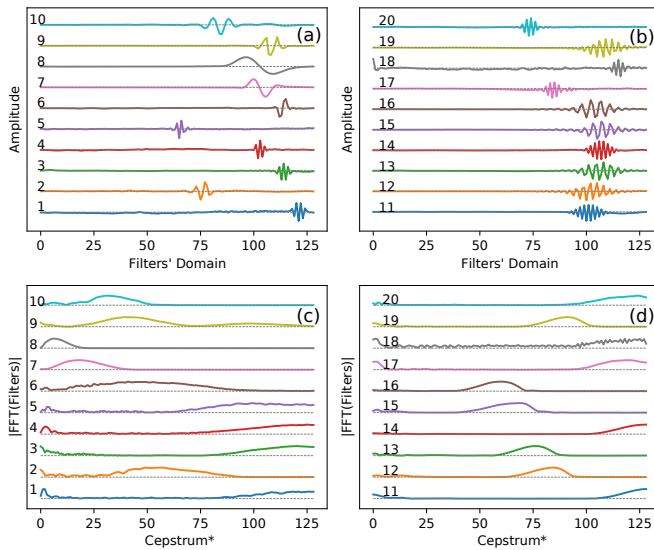 (a)
10
9
8
7
6
5
4
3
2
1
Amplitude
0 25 50 75 100 125
Filters' Domain
(b)
20
19
18
17
16
15
14
13
12
11
Amplitude
0 25 50 75 100 125
Filters' Domain
(c)
10
9
8
7
6
5
4
3
2
1
|FFT(Filters)|
0 25 50 75 100 125
Cepstrum*
(d)
20
19
18
17
16
15
14
13
12
11
|FFT(Filters)|
0 25 50 75 100 125
Cepstrum*